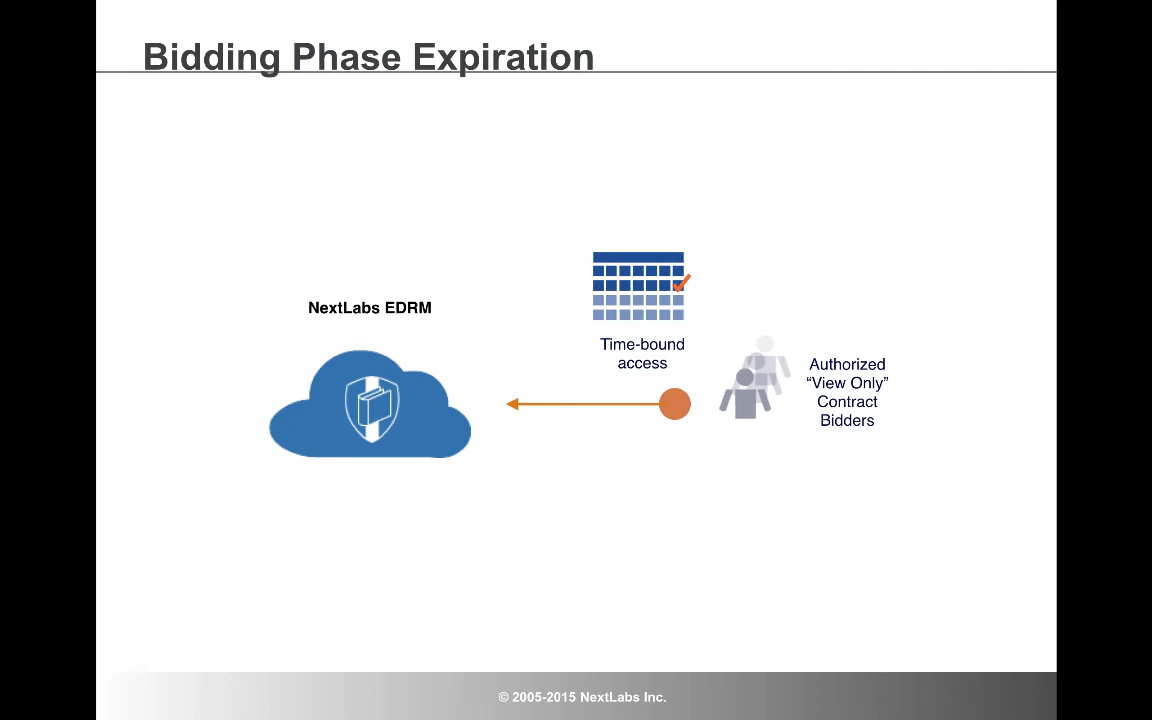 Bidding Phase Expiration
NextLabs EDRM
Time-bound
access
Authorized
“View Only”
Contract
Bidders
© 2005-2015 NextLabs Inc.